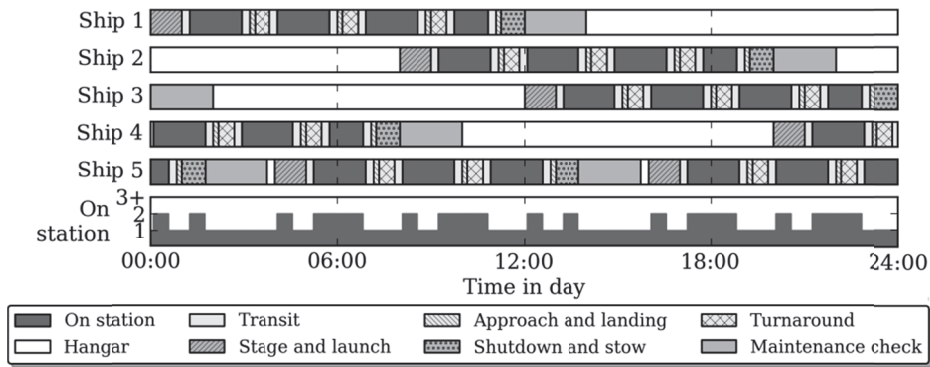 Ship 1
Ship 2
Ship 3
Ship 4
Ship 5
3+
On
2
station
1
00:00
06:00
12:00
18:00
24:00
Time in day
On station
Transit
Approach and landing
Turnaround
Hangar
Stage and launch
Shutdown and stow
Maintenance check